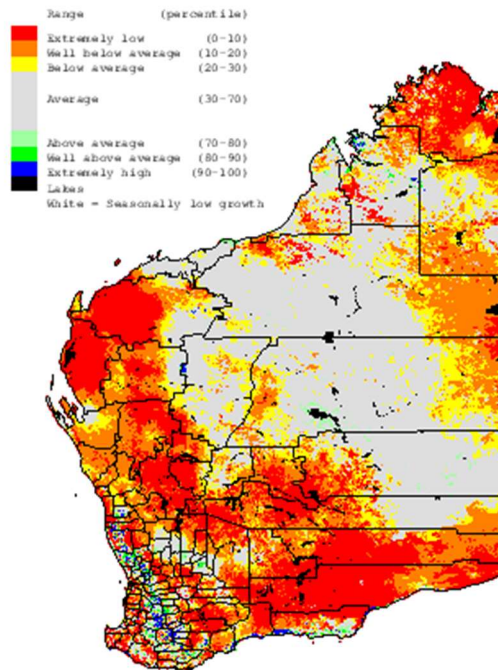 Range (percentile)
Extremely low (0-10)
Well below average (10-20)
Below average (20-30)
Average (30-70)
Above average (70-80)
Well above average (80-90)
Extremely high (90-100)
Lakes
White = Seasonally low growth